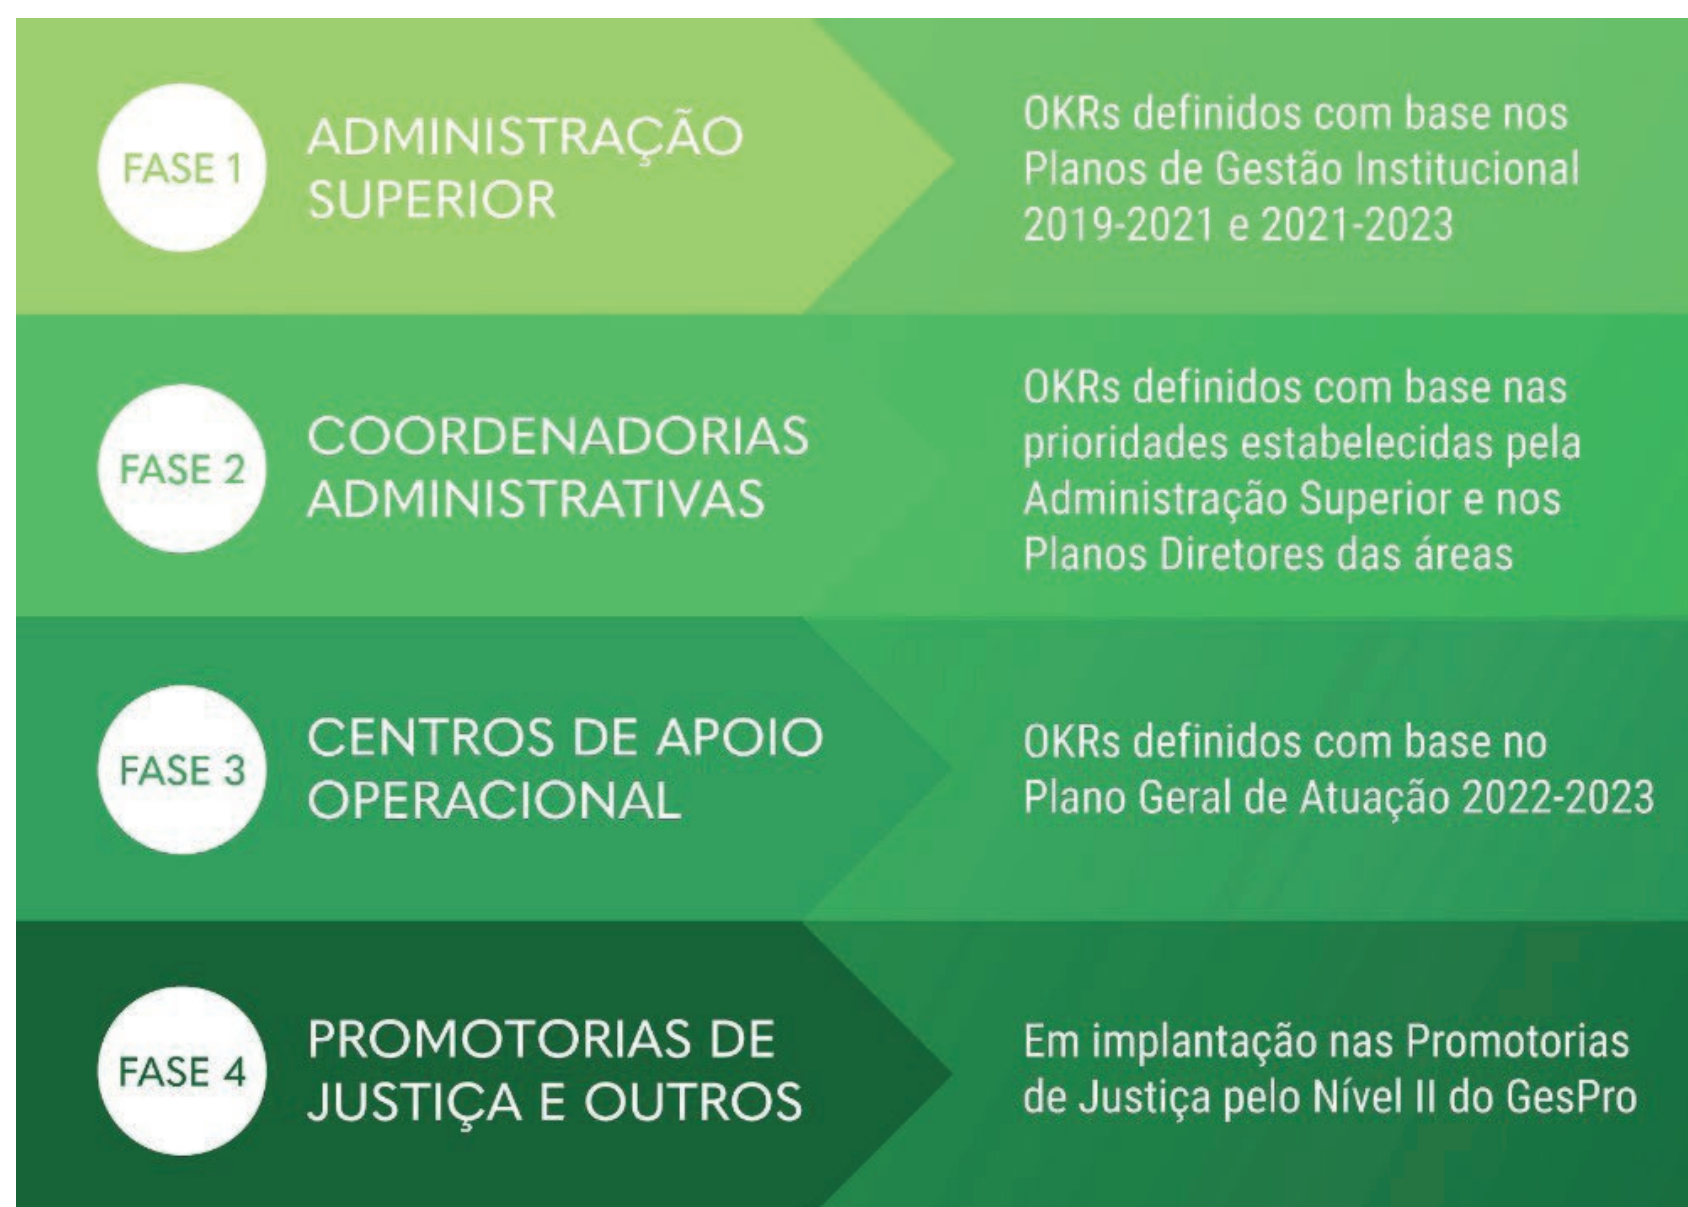 FASE 1
ADMINISTRAÇÃO
SUPERIOR
OKRs definidos com base nos
Planos de Gestão Institucional
2019-2021 e 2021-2023
FASE 2
COORDENADORIAS
ADMINISTRATIVAS
OKRs definidos com base nas
prioridades estabelecidas pela
Administração Superior e nos
Planos Diretores das áreas
FASE 3
CENTROS DE APOIO
OPERACIONAL
OKRs definidos com base no
Plano Geral de Atuação 2022-2023
FASE 4
PROMOTORIAS DE
JUSTIÇA E OUTROS
Em implantação nas Promotorias
de Justiça pelo Nível II do GesPro